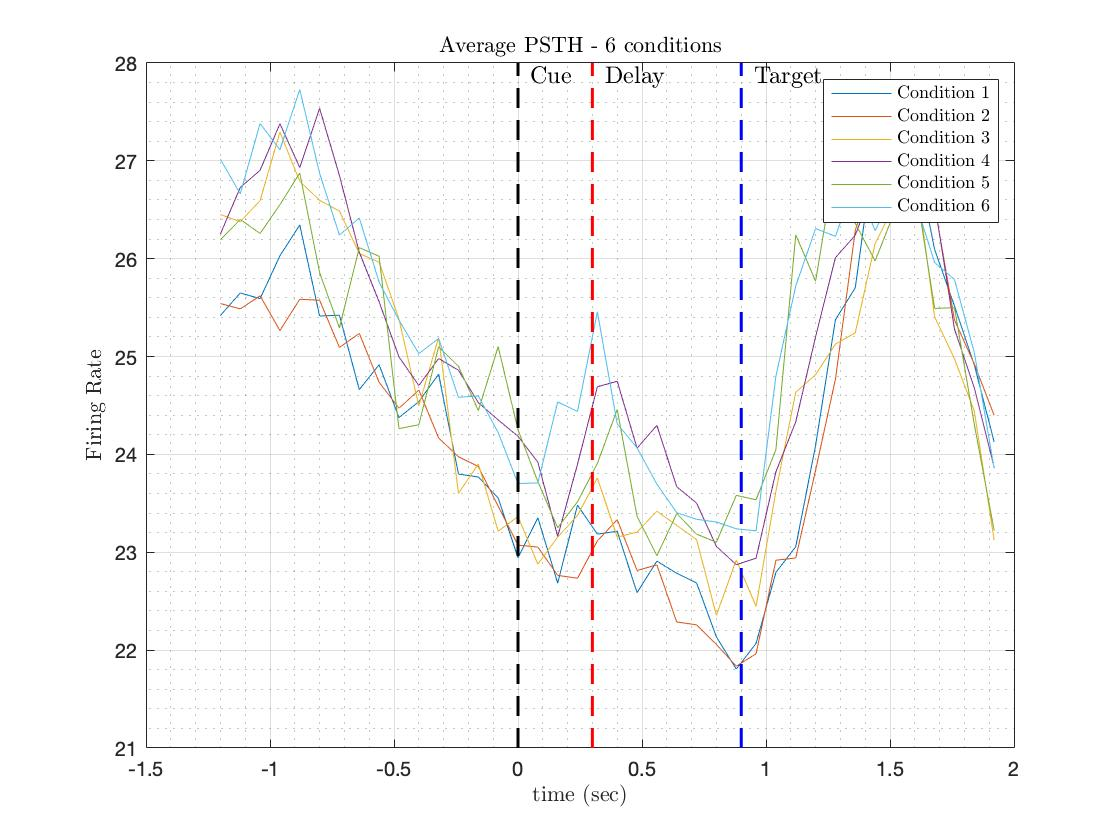 Average PSTH - 6 conditions
28
27
26
25
24
23
22
21
Firing Rate
Cue
Delay
Target
Condition 1
Condition 2
Condition 3
Condition 4
Condition 5
Condition 6
-1.5
-1
-0.5
0
0.5
1
1.5
2
time (sec)